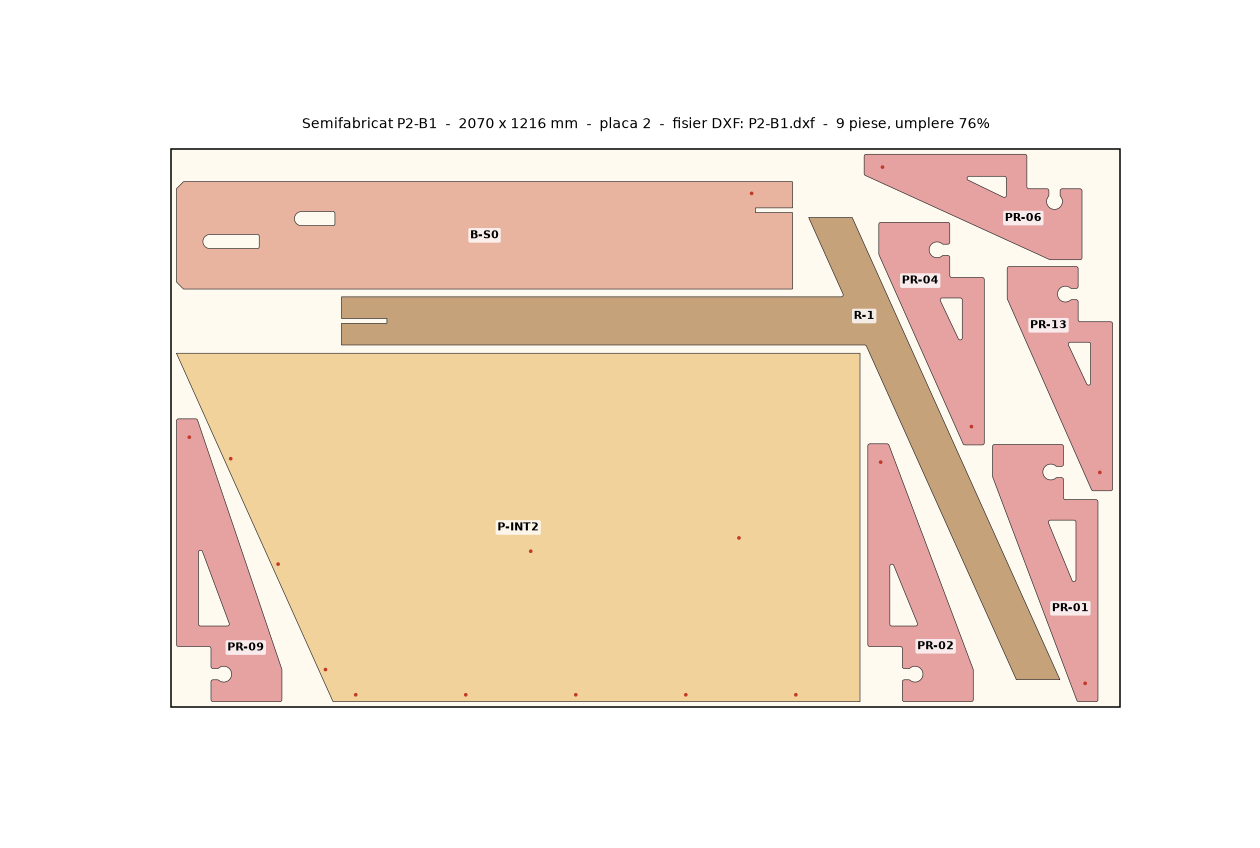 Semifabricat P2-B1 - 2070 x 1216 mm - placa 2 - fisier DXF: P2-B1.dxf - 9 piese, umplere 76%
PR-06
B-S0
PR-04
R-1
PR-13
P-INT2
PR-01
PR-09
PR-02